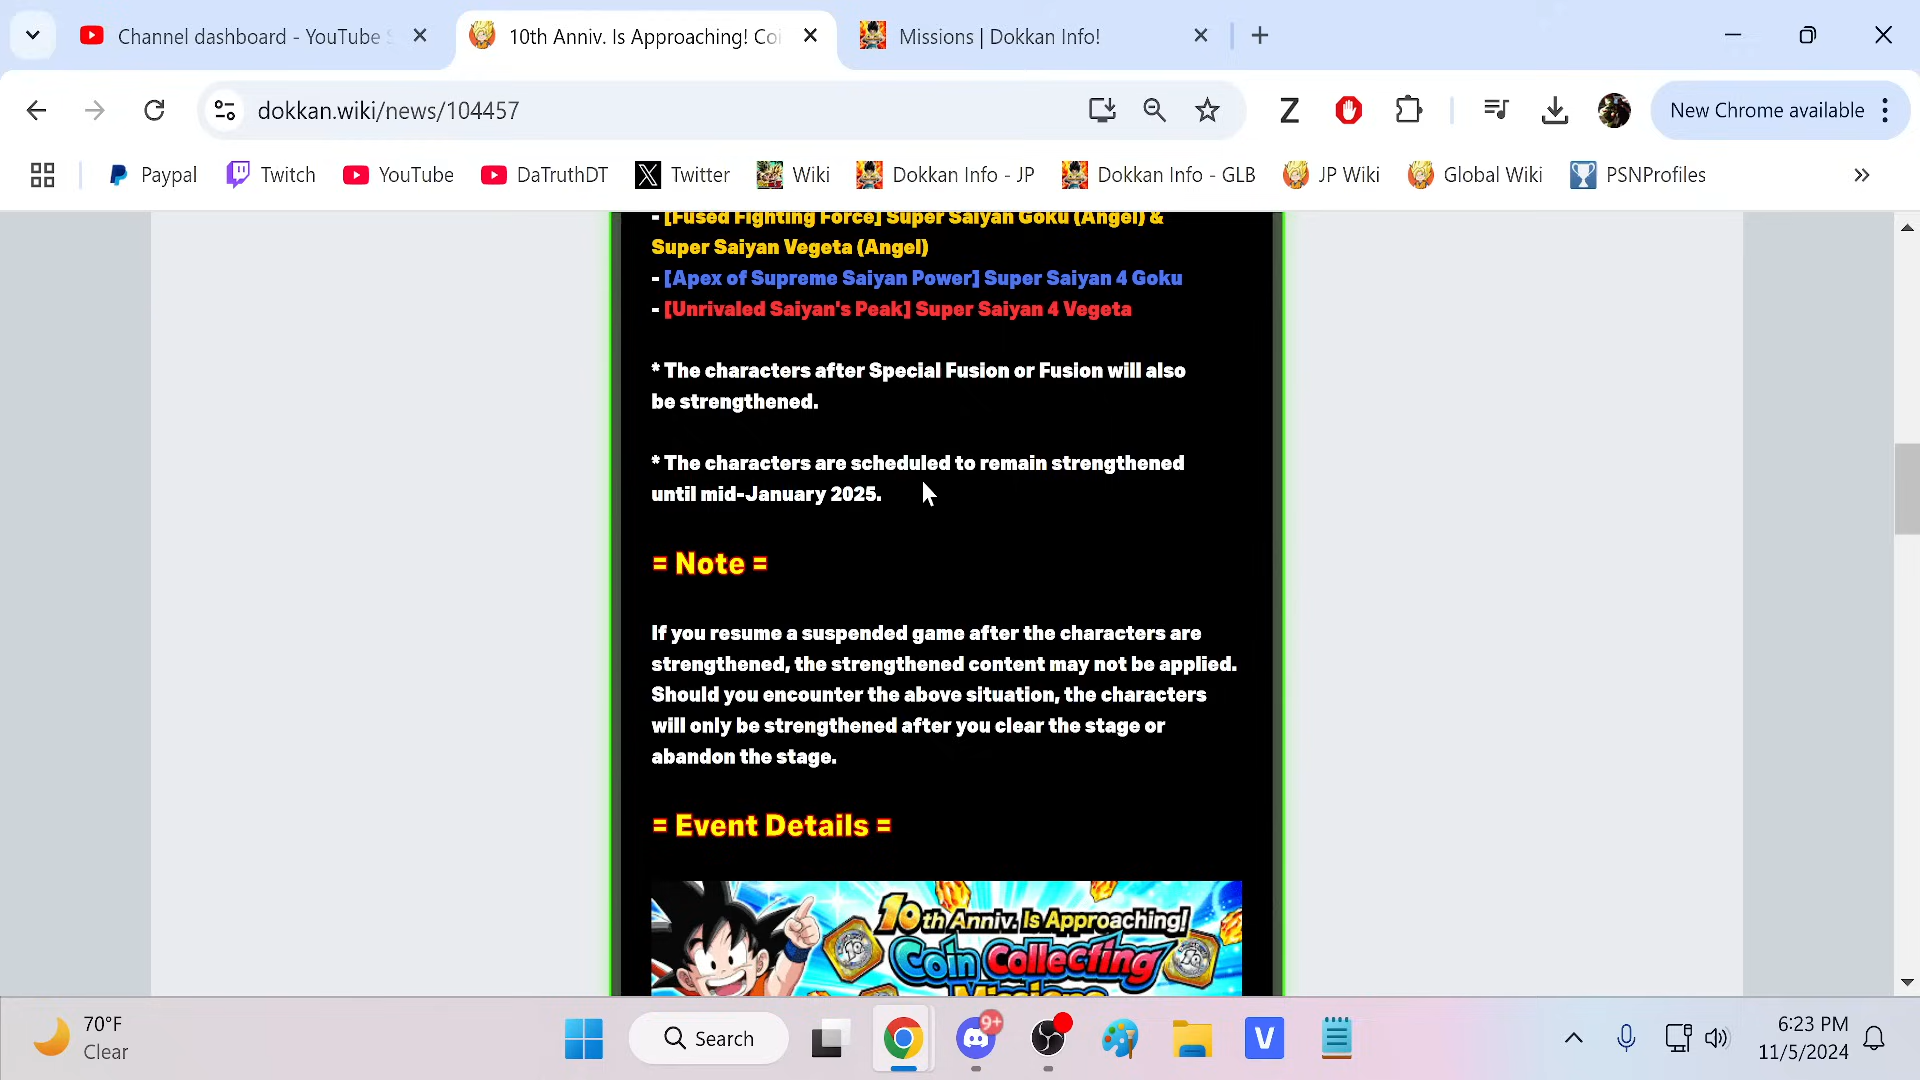 Channel dashboard - YouTube S
10th Anniv. Is Approaching! Coi
Missions | Dokkan Info!
dokkan.wiki/news/104457
New Chrome available
Paypal
Twitch
YouTube
DaTruthDT
Twitter
Wiki
Dokkan Info - JP
Dokkan Info - GLB
JP Wiki
Global Wiki
PSNProfiles
- [Fused Fighting Force] Super Saiyan Goku (Angel) &
Super Saiyan Vegeta (Angel)
- [Apex of Supreme Saiyan Power] Super Saiyan 4 Goku
- [Unrivaled Saiyan's Peak] Super Saiyan 4 Vegeta
* The characters after Special Fusion or Fusion will also
be strengthened.
* The characters are scheduled to remain strengthened
until mid-January 2025.
= Note =
If you resume a suspended game after the characters are
strengthened, the strengthened content may not be applied.
Should you encounter the above situation, the characters
will only be strengthened after you clear the stage or
abandon the stage.
= Event Details =
10th Anniv. Is Approaching!
Coin Collecting
Missions
70°F
Clear
Search
9+
6:23 PM
11/5/2024